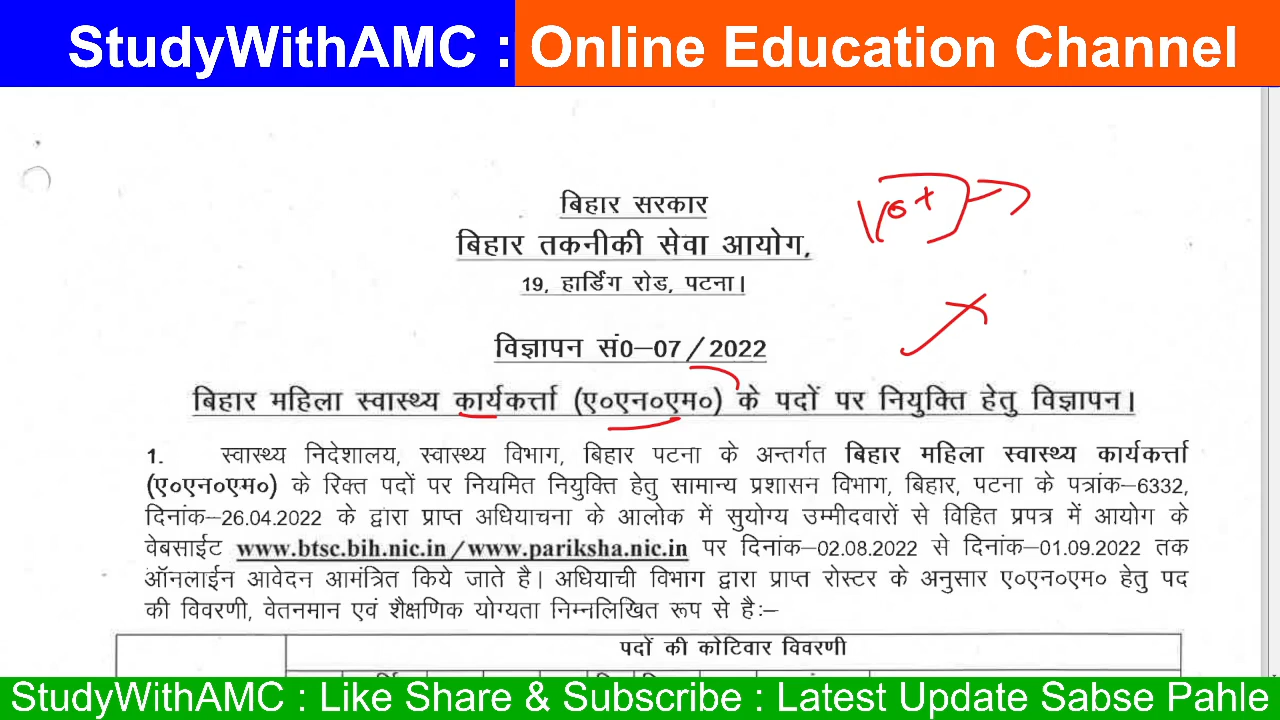 StudyWithAMC : Online Education Channel
बिहार सरकार
बिहार तकनीकी सेवा आयोग,
19, हार्डिंग रोड, पटना।
विज्ञापन सं0–07/2022
बिहार महिला स्वास्थ्य कार्यकर्त्ता (ए०एन०एम०) के पदों पर नियुक्ति हेतु विज्ञापन।
1. स्वास्थ्य निदेशालय, स्वास्थ्य विभाग, बिहार पटना के अन्तर्गत बिहार महिला स्वास्थ्य कार्यकर्त्ता
(ए०एन०एम०) के रिक्त पदों पर नियमित नियुक्ति हेतु सामान्य प्रशासन विभाग, बिहार, पटना के पत्रांक–6332,
दिनांक–26.04.2022 के द्वारा प्राप्त अधियाचना के आलोक में सुयोग्य उम्मीदवारों से विहित प्रपत्र में आयोग के
वेबसाईट www.btsc.bih.nic.in/www.pariksha.nic.in पर दिनांक–02.08.2022 से दिनांक–01.09.2022 तक
ऑनलाईन आवेदन आमंत्रित किये जाते है। अधियाची विभाग द्वारा प्राप्त रोस्टर के अनुसार ए०एन०एम० हेतु पद
की विवरणी, वेतनमान एवं शैक्षणिक योग्यता निम्नलिखित रूप से है:–
पदों की कोटिवार विवरणी
StudyWithAMC : Like Share & Subscribe : Latest Update Sabse Pahle